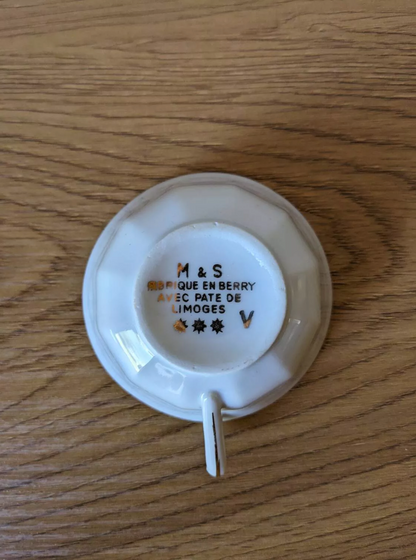 M & S
FABRIQUE EN BERRY
AVEC PATE DE
LIMOGES
V